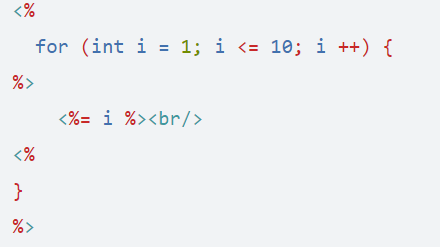 <%
for (int i = 1; i <= 10; i ++) {
%>
<%= i %><br/>
<%
}
%>